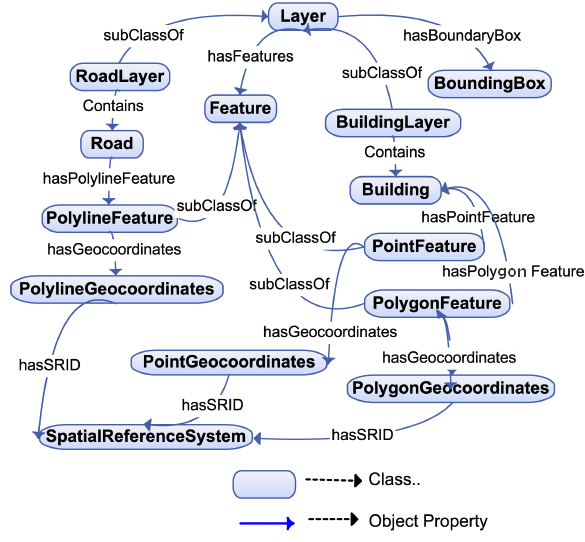 Layer
subClassOf
hasBoundaryBox
hasFeatures
subClassOf
RoadLayer
BoundingBox
Contains
Feature
BuildingLayer
Road
Contains
hasPolylineFeature
Building
subClassOf
PolylineFeature
hasPointFeature
subClassOf
PointFeature
hasGeocoordinates
hasPolygon Feature
subClassOf
PolylineGeocoordinates
PolygonFeature
hasGeocoordinates
hasSRID
PointGeocoordinates
hasGeocoordinates
PolygonGeocoordinates
hasSRID
SpatialReferenceSystem
hasSRID
Class..
Object Property